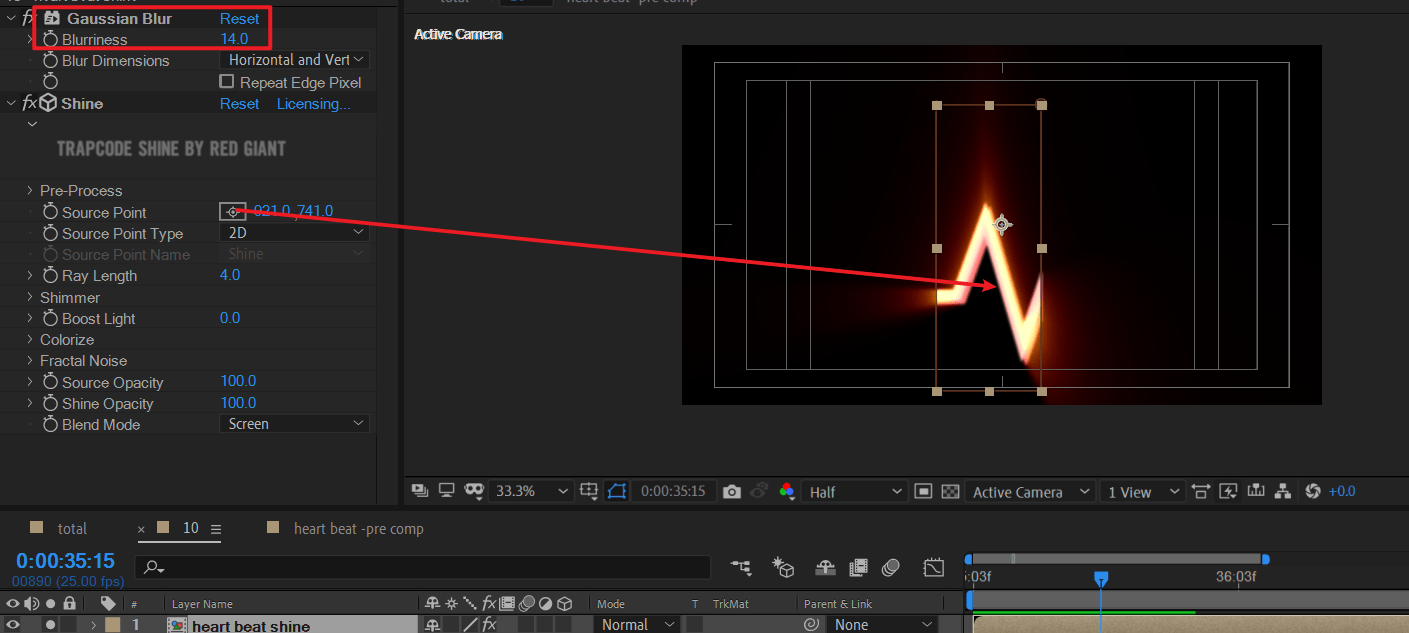 Gaussian Blur Reset
Blurriness 14.0
Blur Dimensions Horizontal and Vert
Repeat Edge Pixel
Shine Reset Licensing...
TRAPCODE SHINE BY RED GIANT
Pre-Process
Source Point 921.0 ,741.0
Source Point Type 2D
Source Point Name Shine
Ray Length 4.0
Shimmer
Boost Light 0.0
Colorize
Fractal Noise
Source Opacity 100.0
Shine Opacity 100.0
Blend Mode Screen
Active Camera
33.3% 0:00:35:15 Half Active Camera 1 View +0.0
total 10 heart beat -pre comp
0:00:35:15
00890 (25.00 fps)
:03f 36:03f
# Layer Name Mode T TrkMat Parent & Link
1 heart beat shine Normal None